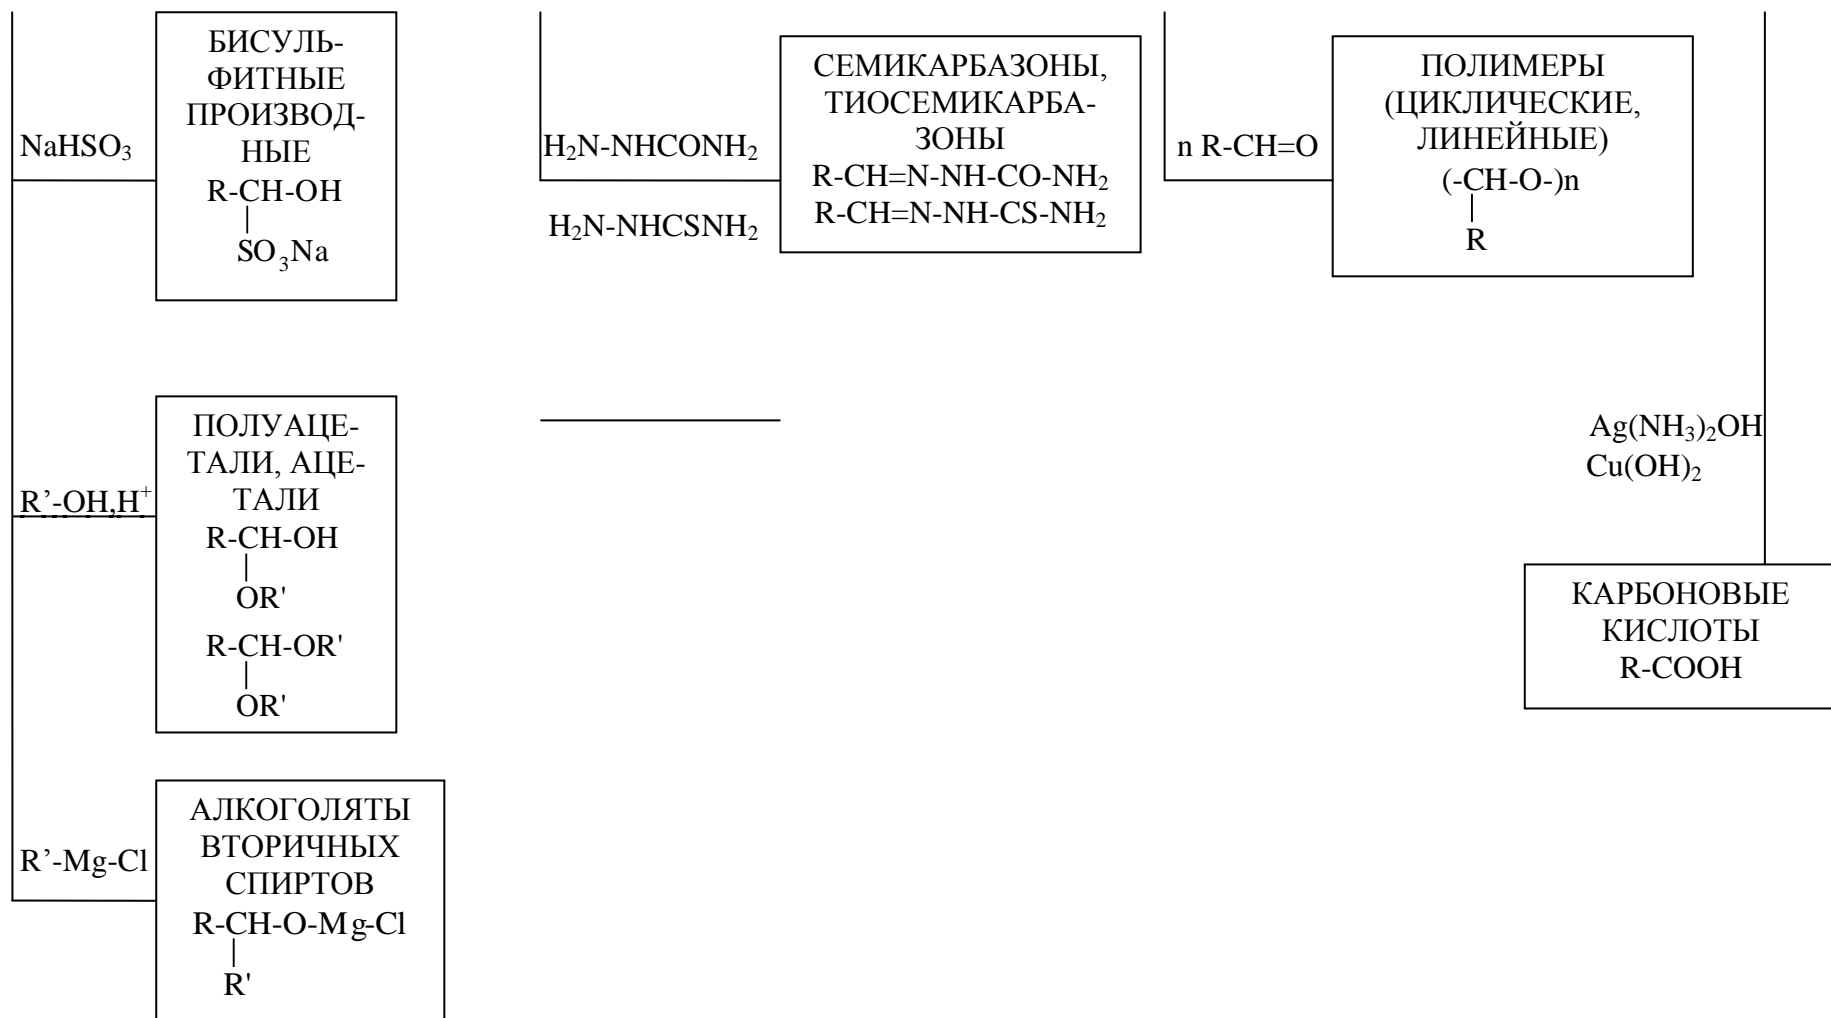 NaHSO₃
БИСУЛЬ-
ФИТНЫЕ
ПРОИЗВОД-
НЫЕ
R-CH-OH
SO₃Na
H₂N-NHCONH₂
H₂N-NHCSNH₂
СЕМИКАРБАЗОНЫ,
ТИОСЕМИКАРБА-
ЗОНЫ
R-CH=N-NH-CO-NH₂
R-CH=N-NH-CS-NH₂
n R-CH=O
ПОЛИМЕРЫ
(ЦИКЛИЧЕСКИЕ,
ЛИНЕЙНЫЕ)
(-CH-O-)n
R
R’-OH,H⁺
ПОЛУАЦЕ-
ТАЛИ, АЦЕ-
ТАЛИ
R-CH-OH
OR'
R-CH-OR'
OR'
Ag(NH₃)₂OH
Cu(OH)₂
КАРБОНОВЫЕ
КИСЛОТЫ
R-COOH
R’-Mg-Cl
АЛКОГОЛЯТЫ
ВТОРИЧНЫХ
СПИРТОВ
R-CH-O-Mg-Cl
R'